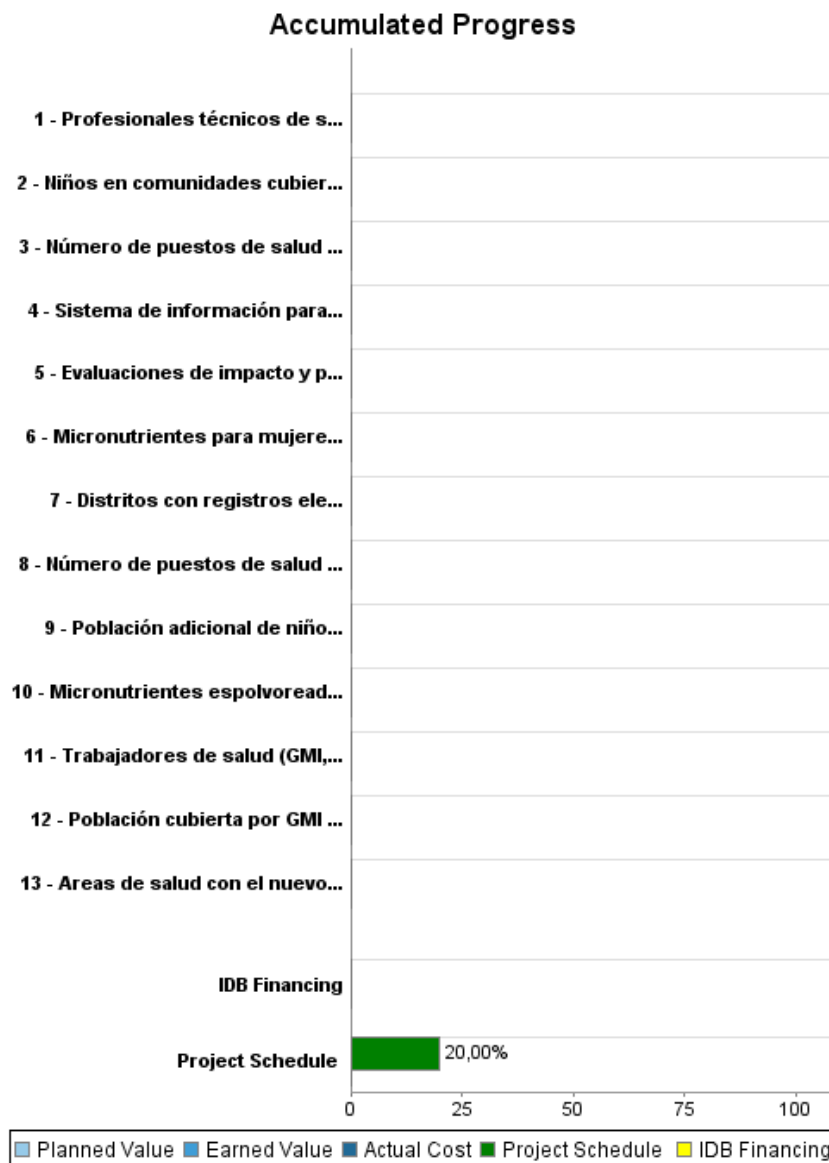 Accumulated Progress
1 - Profesionales técnicos de s...
2 - Niños en comunidades cubier...
3 - Número de puestos de salud ...
4 - Sistema de información para...
5 - Evaluaciones de impacto y p...
6 - Micronutrientes para mujere...
7 - Distritos con registros ele...
8 - Número de puestos de salud ...
9 - Población adicional de niño...
10 - Micronutrientes espolvoread...
11 - Trabajadores de salud (GMI,...
12 - Población cubierta por GMI ...
13 - Areas de salud con el nuevo...
IDB Financing
Project Schedule 20,00%
0 25 50 75 100
Planned Value Earned Value Actual Cost Project Schedule IDB Financing